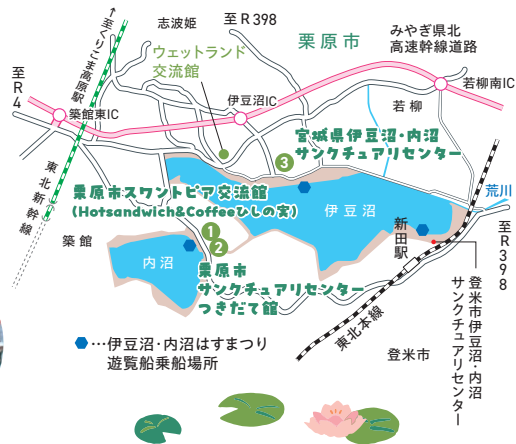 ←至くりこま高原駅
志波姫
至R398
ウェットランド
交流館
栗原市
みやぎ県北
高速幹線道路
至R4
築館東IC
伊豆沼IC
若柳
若柳南IC
3
宮城県伊豆沼・内沼
サンクチュアリセンター
東北新幹線
栗原市スワントピア交流館
(Hotsandwich&Coffeeひしの実)
伊豆沼
荒川
築館
1
2
新田駅
至R398
内沼
栗原市
サンクチュアリセンター
つきだて館
登米市伊豆沼・内沼
サンクチュアリセンター
東北本線
登米市
…伊豆沼・内沼はすまつり
遊覧船乗船場所